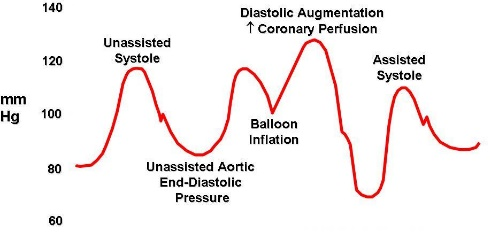 140
Diastolic Augmentation
↑ Coronary Perfusion
Unassisted
Systole
120
Assisted
Systole
mm
Hg
100
Balloon
Inflation
80
Unassisted Aortic
End-Diastolic
Pressure
60